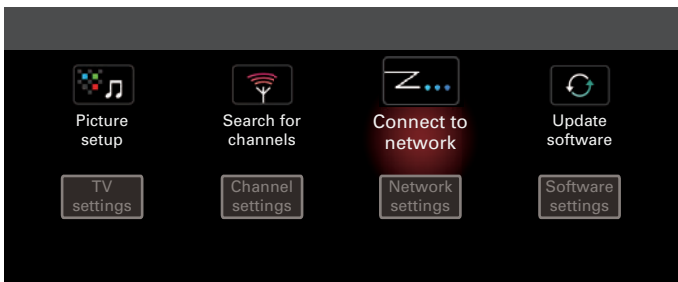 Picture
setup
Search for
channels
Connect to
network
Update
software
TV
settings
Channel
settings
Network
settings
Software
settings